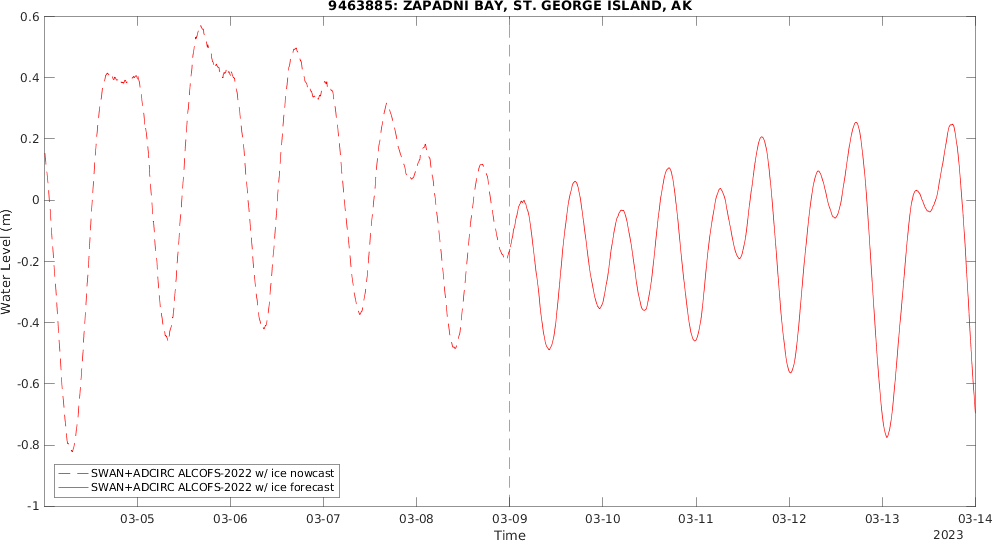 9463885: ZAPADNI BAY, ST. GEORGE ISLAND, AK
0.6
0.4
0.2
0
-0.2
-0.4
-0.6
-0.8
-1
Water Level (m)
SWAN+ADCIRC ALCOFS-2022 w/ ice nowcast
SWAN+ADCIRC ALCOFS-2022 w/ ice forecast
03-05 03-06 03-07 03-08 03-09 03-10 03-11 03-12 03-13 03-14
Time
2023